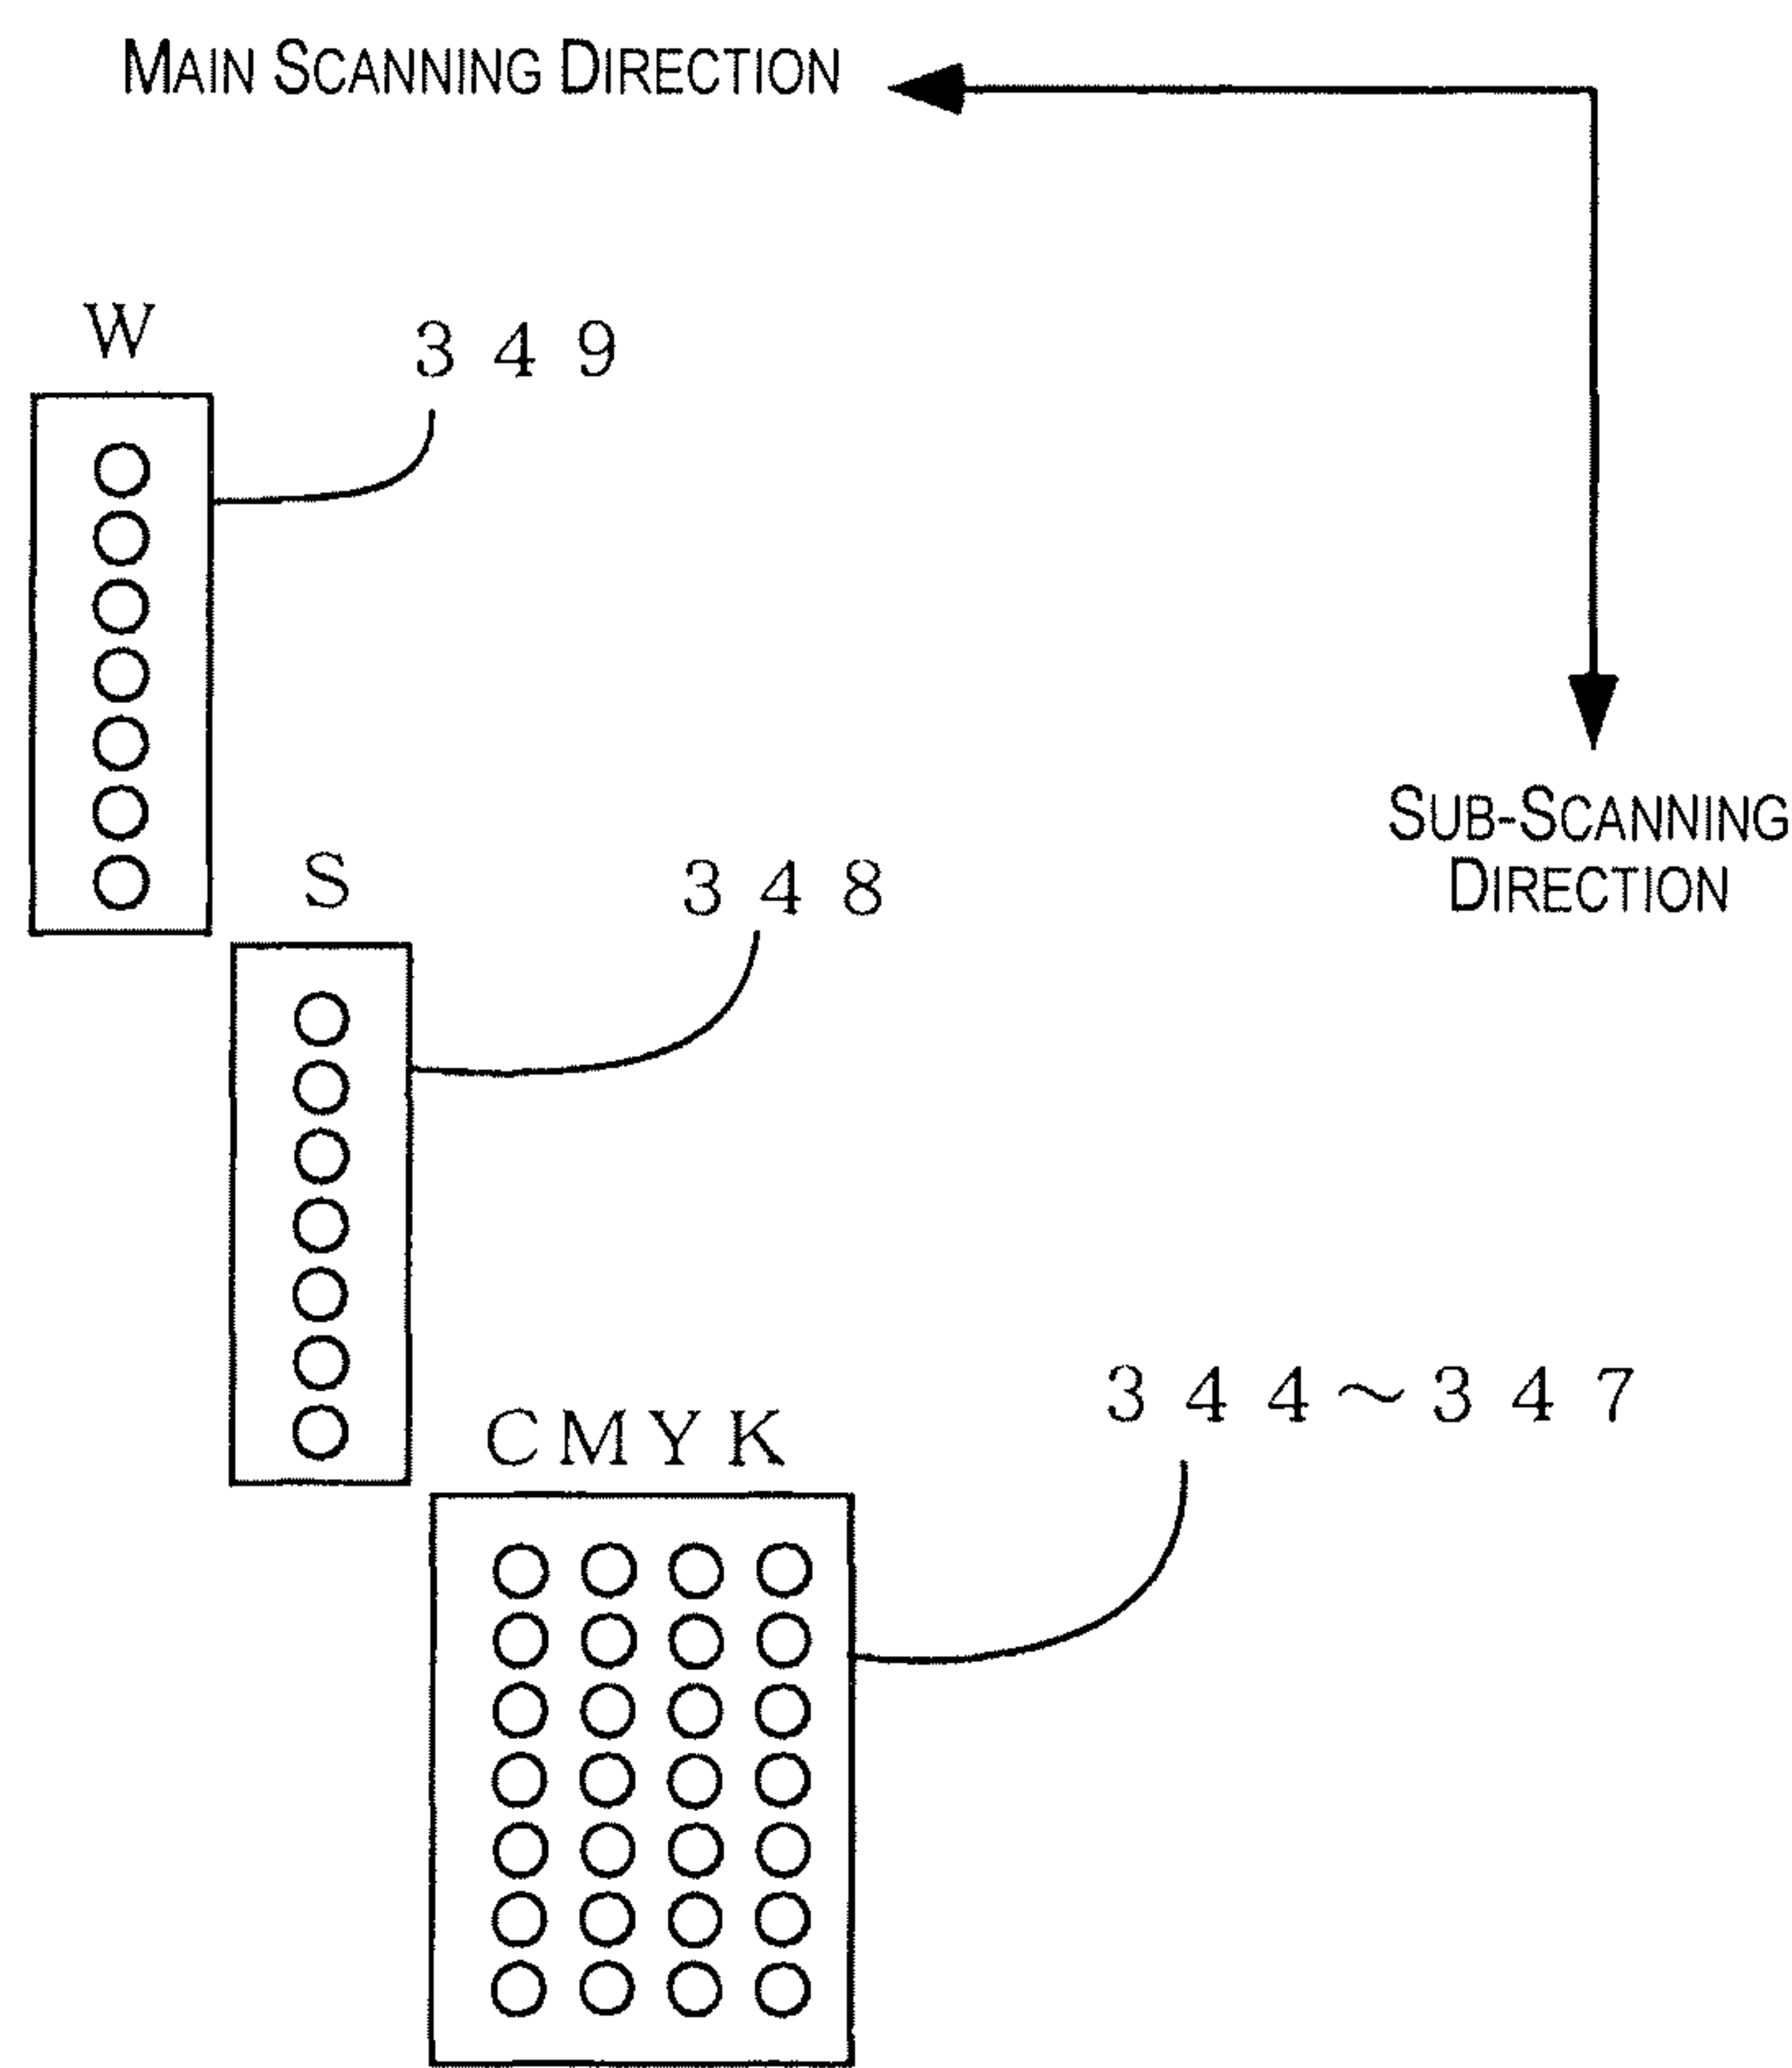 MAIN SCANNING DIRECTION
W
349
SUB-SCANNING
DIRECTION
S
348
344～347
CMYK